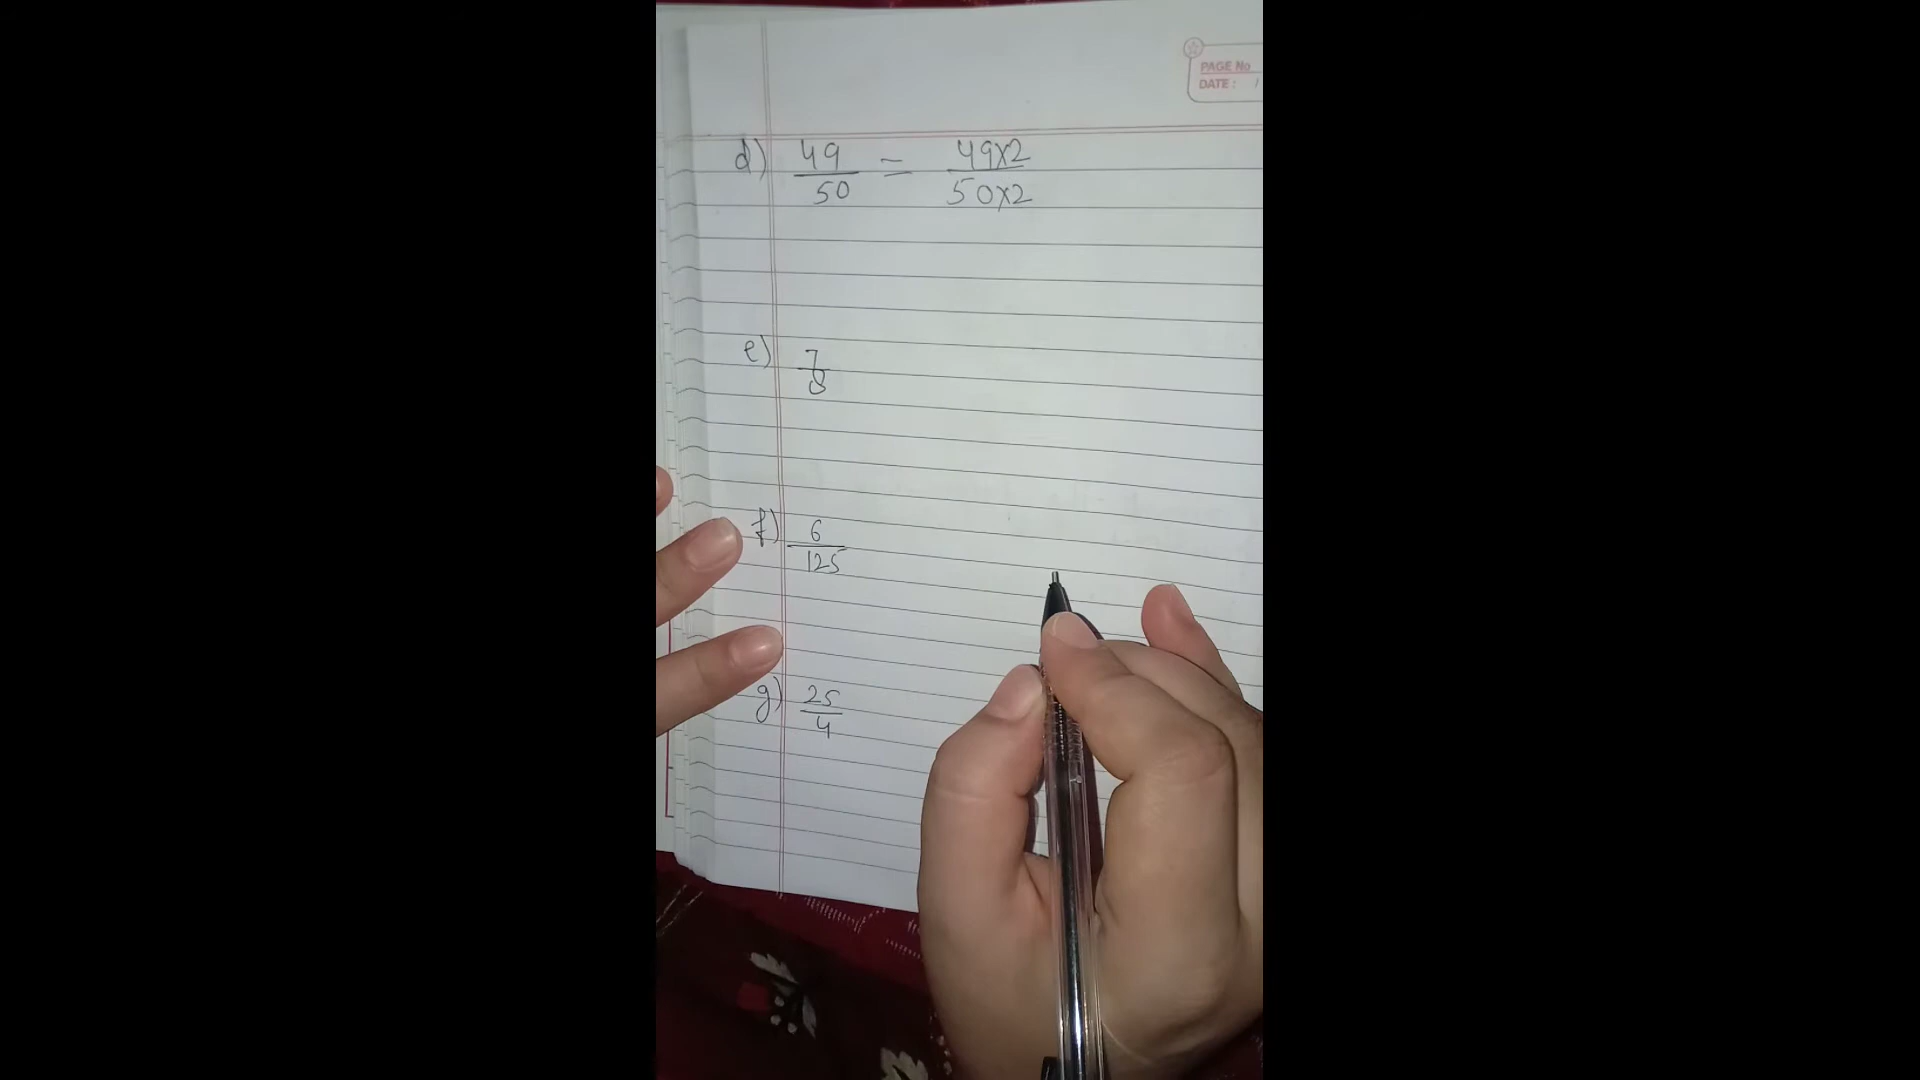 PAGE No
DATE: /
d) 49/50 = 49x2/50x2
e) 7/8
f) 6/125
g) 25/4